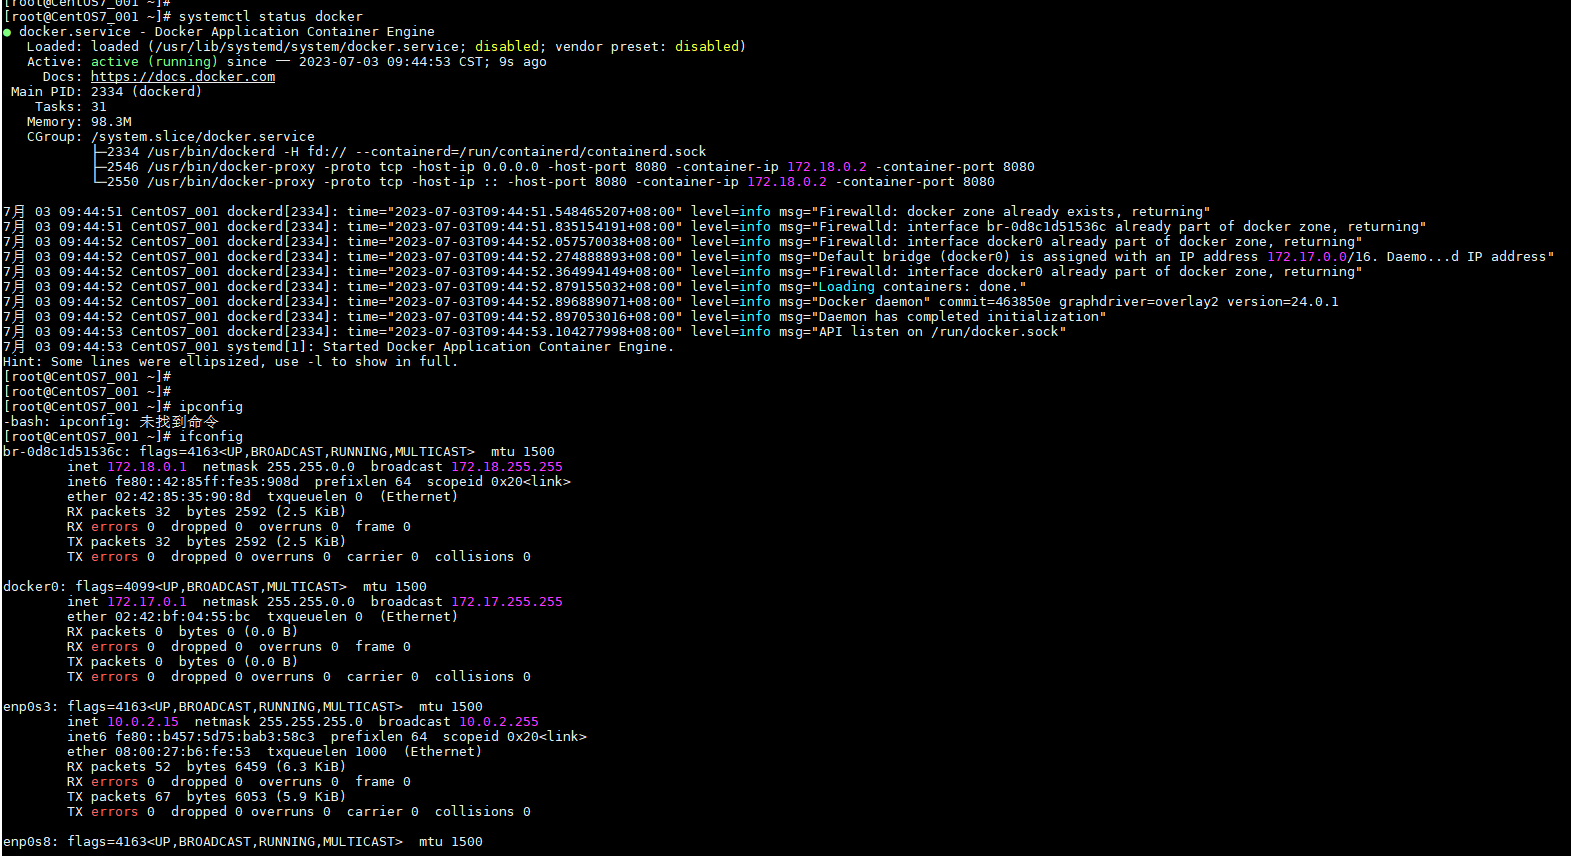 [root@CentOS7_001 ~]#
[root@CentOS7_001 ~]# systemctl status docker
● docker.service - Docker Application Container Engine
   Loaded: loaded (/usr/lib/systemd/system/docker.service; disabled; vendor preset: disabled)
   Active: active (running) since 一 2023-07-03 09:44:53 CST; 9s ago
     Docs: https://docs.docker.com
 Main PID: 2334 (dockerd)
    Tasks: 31
   Memory: 98.3M
   CGroup: /system.slice/docker.service
           ├─2334 /usr/bin/dockerd -H fd:// --containerd=/run/containerd/containerd.sock
           ├─2546 /usr/bin/docker-proxy -proto tcp -host-ip 0.0.0.0 -host-port 8080 -container-ip 172.18.0.2 -container-port 8080
           └─2550 /usr/bin/docker-proxy -proto tcp -host-ip :: -host-port 8080 -container-ip 172.18.0.2 -container-port 8080
7月 03 09:44:51 CentOS7_001 dockerd[2334]: time="2023-07-03T09:44:51.548465207+08:00" level=info msg="Firewalld: docker zone already exists, returning"
7月 03 09:44:51 CentOS7_001 dockerd[2334]: time="2023-07-03T09:44:51.835154191+08:00" level=info msg="Firewalld: interface br-0d8c1d51536c already part of docker zone, returning"
7月 03 09:44:52 CentOS7_001 dockerd[2334]: time="2023-07-03T09:44:52.057570038+08:00" level=info msg="Firewalld: interface docker0 already part of docker zone, returning"
7月 03 09:44:52 CentOS7_001 dockerd[2334]: time="2023-07-03T09:44:52.274888893+08:00" level=info msg="Default bridge (docker0) is assigned with an IP address 172.17.0.0/16. Daemo...d IP address"
7月 03 09:44:52 CentOS7_001 dockerd[2334]: time="2023-07-03T09:44:52.364994149+08:00" level=info msg="Firewalld: interface docker0 already part of docker zone, returning"
7月 03 09:44:52 CentOS7_001 dockerd[2334]: time="2023-07-03T09:44:52.879155032+08:00" level=info msg="Loading containers: done."
7月 03 09:44:52 CentOS7_001 dockerd[2334]: time="2023-07-03T09:44:52.896889071+08:00" level=info msg="Docker daemon" commit=463850e graphdriver=overlay2 version=24.0.1
7月 03 09:44:52 CentOS7_001 dockerd[2334]: time="2023-07-03T09:44:52.897053016+08:00" level=info msg="Daemon has completed initialization"
7月 03 09:44:53 CentOS7_001 dockerd[2334]: time="2023-07-03T09:44:53.104277998+08:00" level=info msg="API listen on /run/docker.sock"
7月 03 09:44:53 CentOS7_001 systemd[1]: Started Docker Application Container Engine.
Hint: Some lines were ellipsized, use -l to show in full.
[root@CentOS7_001 ~]#
[root@CentOS7_001 ~]#
[root@CentOS7_001 ~]# ipconfig
-bash: ipconfig: 未找到命令
[root@CentOS7_001 ~]# ifconfig
br-0d8c1d51536c: flags=4163<UP,BROADCAST,RUNNING,MULTICAST>  mtu 1500
        inet 172.18.0.1  netmask 255.255.0.0  broadcast 172.18.255.255
        inet6 fe80::42:85ff:fe35:908d  prefixlen 64  scopeid 0x20<link>
        ether 02:42:85:35:90:8d  txqueuelen 0  (Ethernet)
        RX packets 32  bytes 2592 (2.5 KiB)
        RX errors 0  dropped 0  overruns 0  frame 0
        TX packets 32  bytes 2592 (2.5 KiB)
        TX errors 0  dropped 0 overruns 0  carrier 0  collisions 0
docker0: flags=4099<UP,BROADCAST,MULTICAST>  mtu 1500
        inet 172.17.0.1  netmask 255.255.0.0  broadcast 172.17.255.255
        ether 02:42:bf:04:55:bc  txqueuelen 0  (Ethernet)
        RX packets 0  bytes 0 (0.0 B)
        RX errors 0  dropped 0  overruns 0  frame 0
        TX packets 0  bytes 0 (0.0 B)
        TX errors 0  dropped 0 overruns 0  carrier 0  collisions 0
enp0s3: flags=4163<UP,BROADCAST,RUNNING,MULTICAST>  mtu 1500
        inet 10.0.2.15  netmask 255.255.255.0  broadcast 10.0.2.255
        inet6 fe80::b457:5d75:bab3:58c3  prefixlen 64  scopeid 0x20<link>
        ether 08:00:27:b6:fe:53  txqueuelen 1000  (Ethernet)
        RX packets 52  bytes 6459 (6.3 KiB)
        RX errors 0  dropped 0  overruns 0  frame 0
        TX packets 67  bytes 6053 (5.9 KiB)
        TX errors 0  dropped 0 overruns 0  carrier 0  collisions 0
enp0s8: flags=4163<UP,BROADCAST,RUNNING,MULTICAST>  mtu 1500